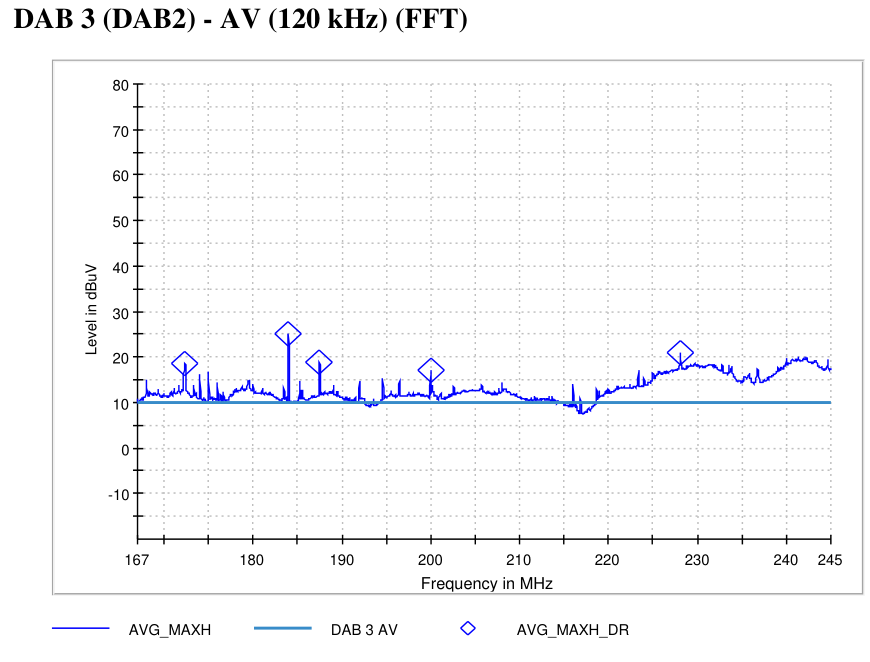 DAB 3 (DAB2) - AV (120 kHz) (FFT)
80
70
60
50
40
30
20
10
0
-10
Level in dBuV
167 180 190 200 210 220 230 240 245
Frequency in MHz
AVG_MAXH DAB 3 AV AVG_MAXH_DR